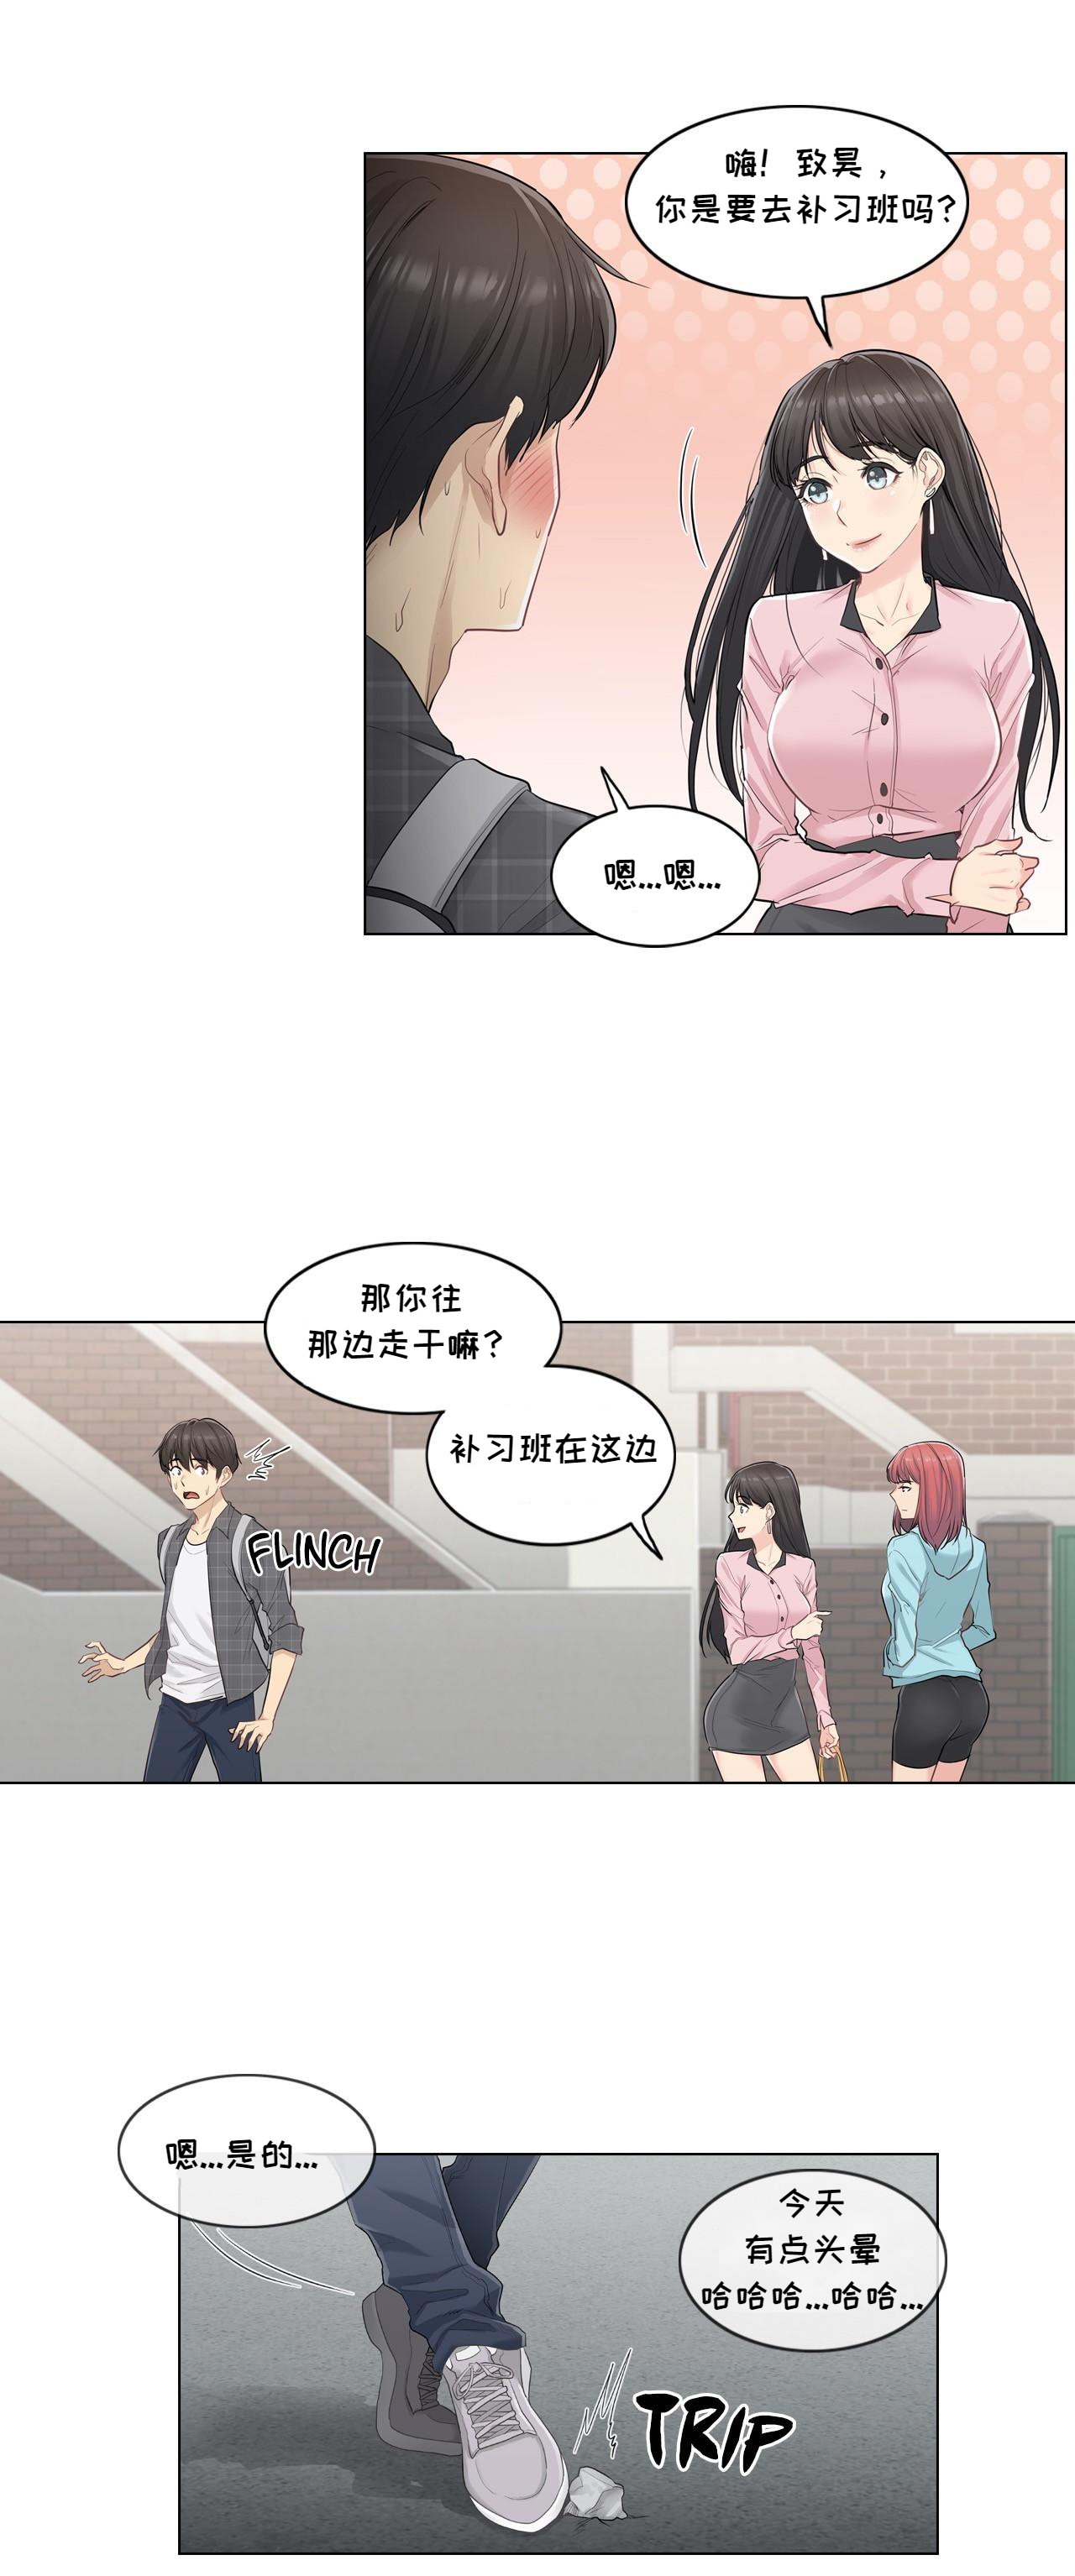 嗨! 致昊,
你是要去补习班吗?
嗯...嗯...
那你往
那边走干嘛?
补习班在这边
FLINCH
嗯...是的...
今天
有点头晕
哈哈哈...哈哈...
TRIP